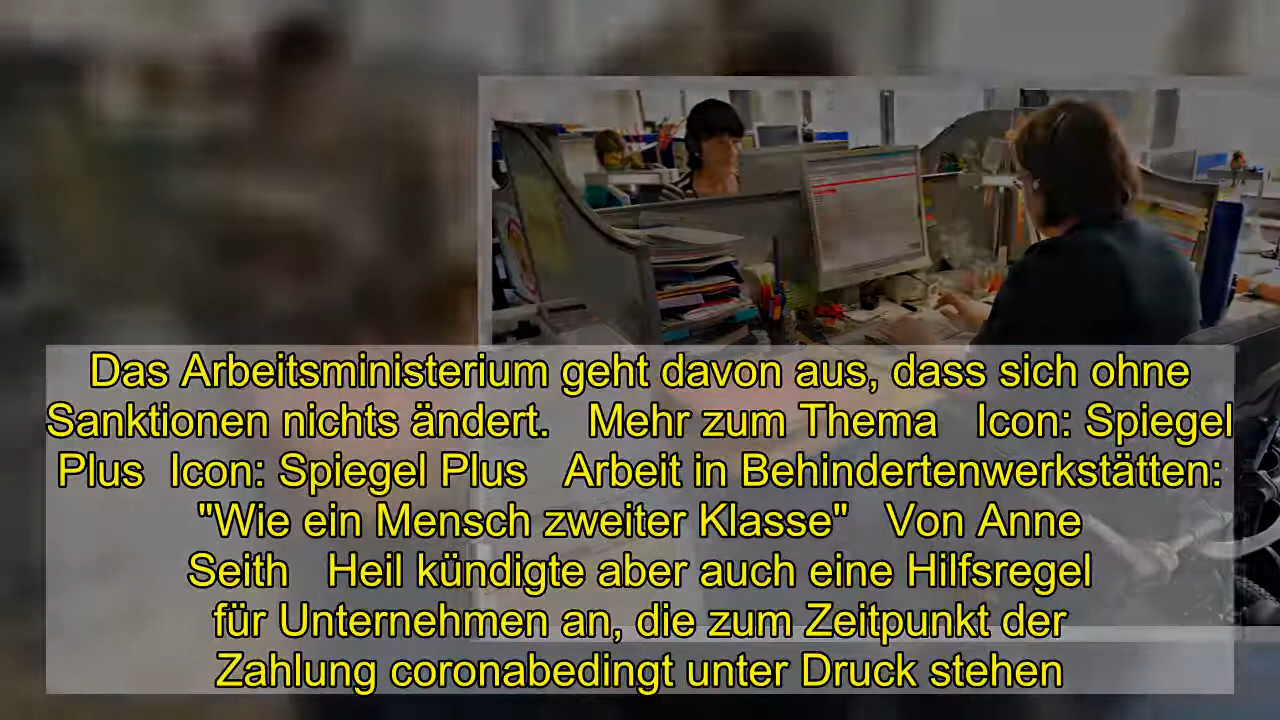 Das Arbeitsministerium geht davon aus, dass sich ohne
Sanktionen nichts ändert.   Mehr zum Thema   Icon: Spiegel
Plus  Icon: Spiegel Plus   Arbeit in Behindertenwerkstätten:
"Wie ein Mensch zweiter Klasse"   Von Anne
Seith   Heil kündigte aber auch eine Hilfsregel
für Unternehmen an, die zum Zeitpunkt der
Zahlung coronabedingt unter Druck stehen